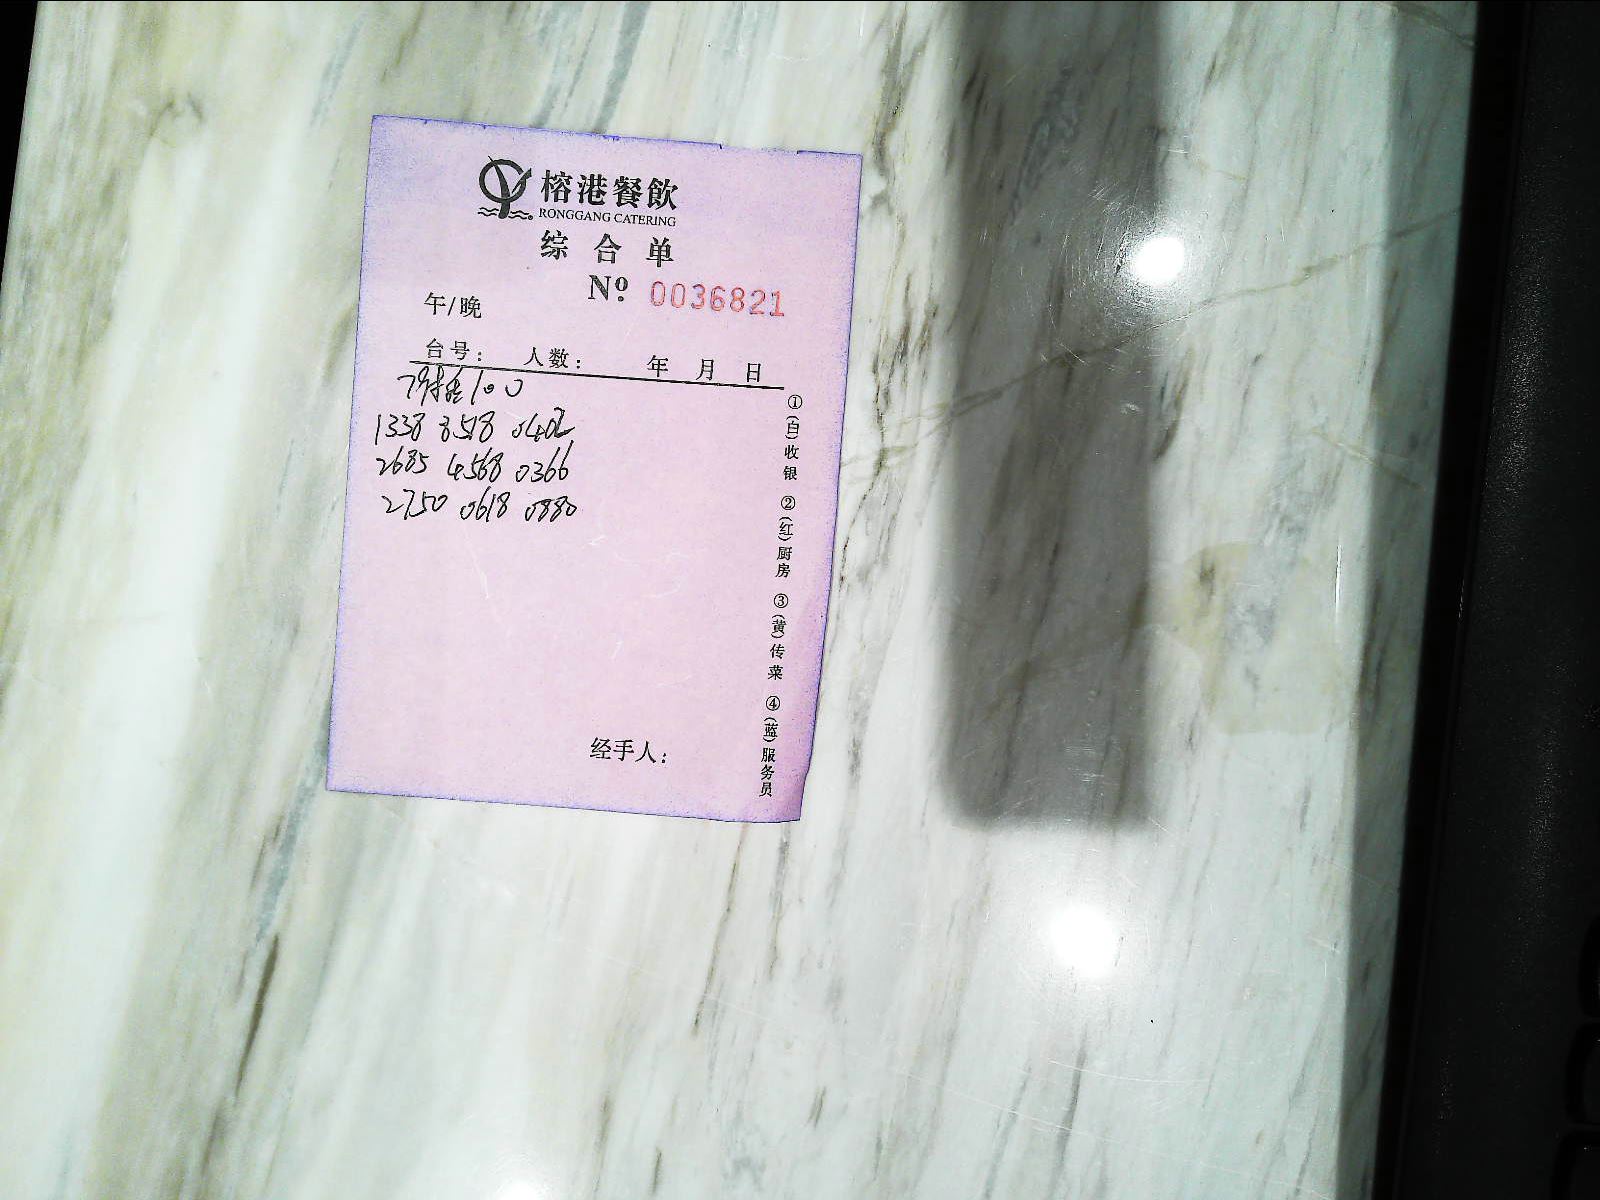 榕港餐飲
RONGGANG CATERING
综合单
Nº 0036821
午/晚
台号: 人数: 年 月 日
100
1338 8518 0402
2685 4568 0366
2750 0618 0880
①(白)收银 ②(红)厨房 ③(黄)传菜 ④(蓝)服务员
经手人: